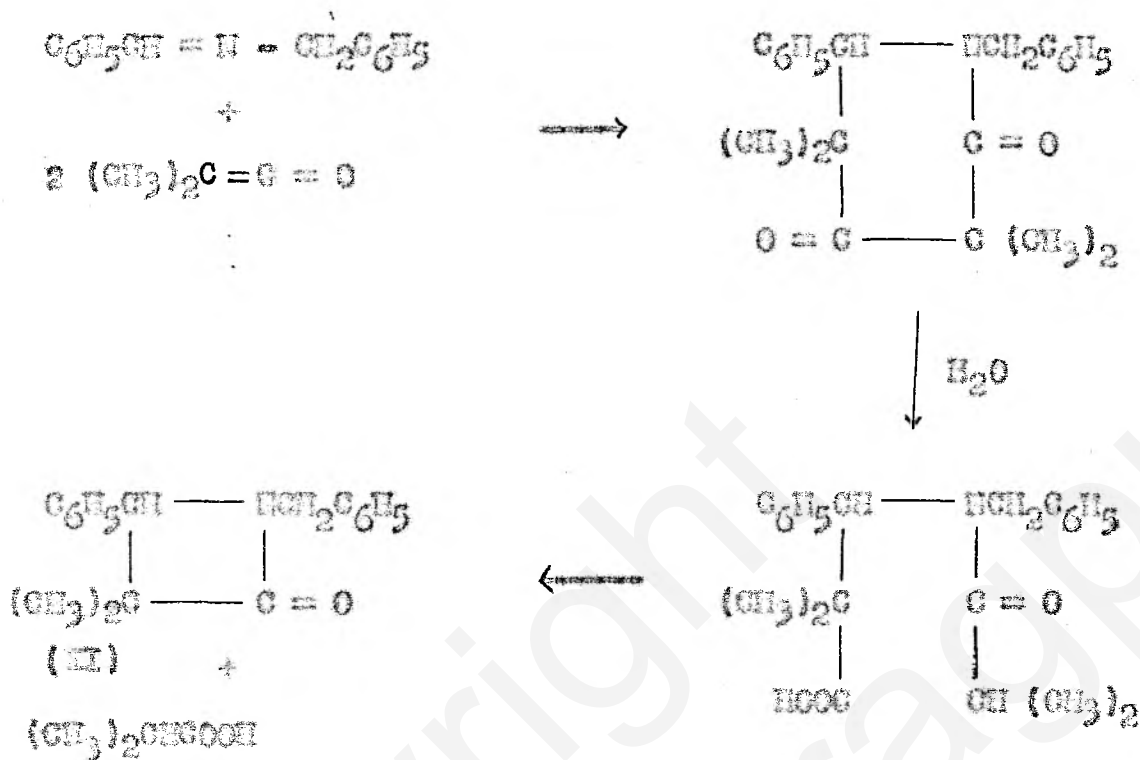 C6H5CH = N - CH2C6H5
+
2 (CH3)2C = C = O
C6H5CH NCH2C6H5
(CH3)2C C = O
O = C C (CH3)2
H2O
C6H5CH NCH2C6H5
(CH3)2C C = O
HOOC CH (CH3)2
C6H5CH NCH2C6H5
(CH3)2C C = O
+
(CH3)2CHCOOH
right